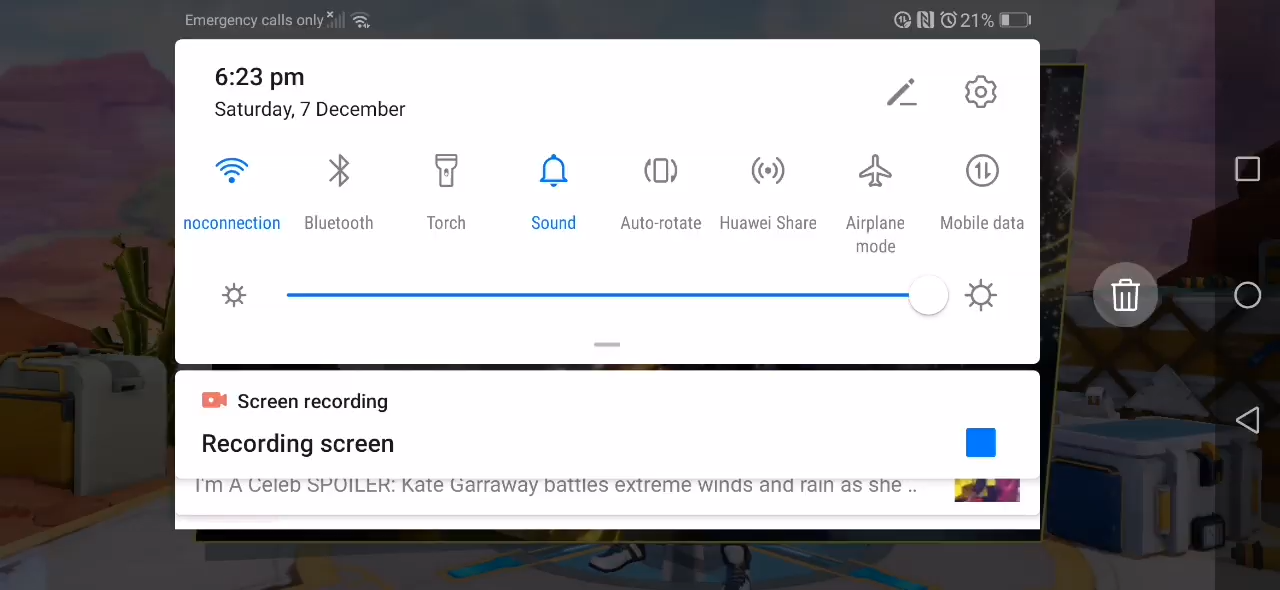 Emergency calls only
21%
6:23 pm
Saturday, 7 December
noconnection
Bluetooth
Torch
Sound
Auto-rotate
Huawei Share
Airplane
mode
Mobile data
Screen recording
Recording screen
I'm A Celeb SPOILER: Kate Garraway battles extreme winds and rain as she ..